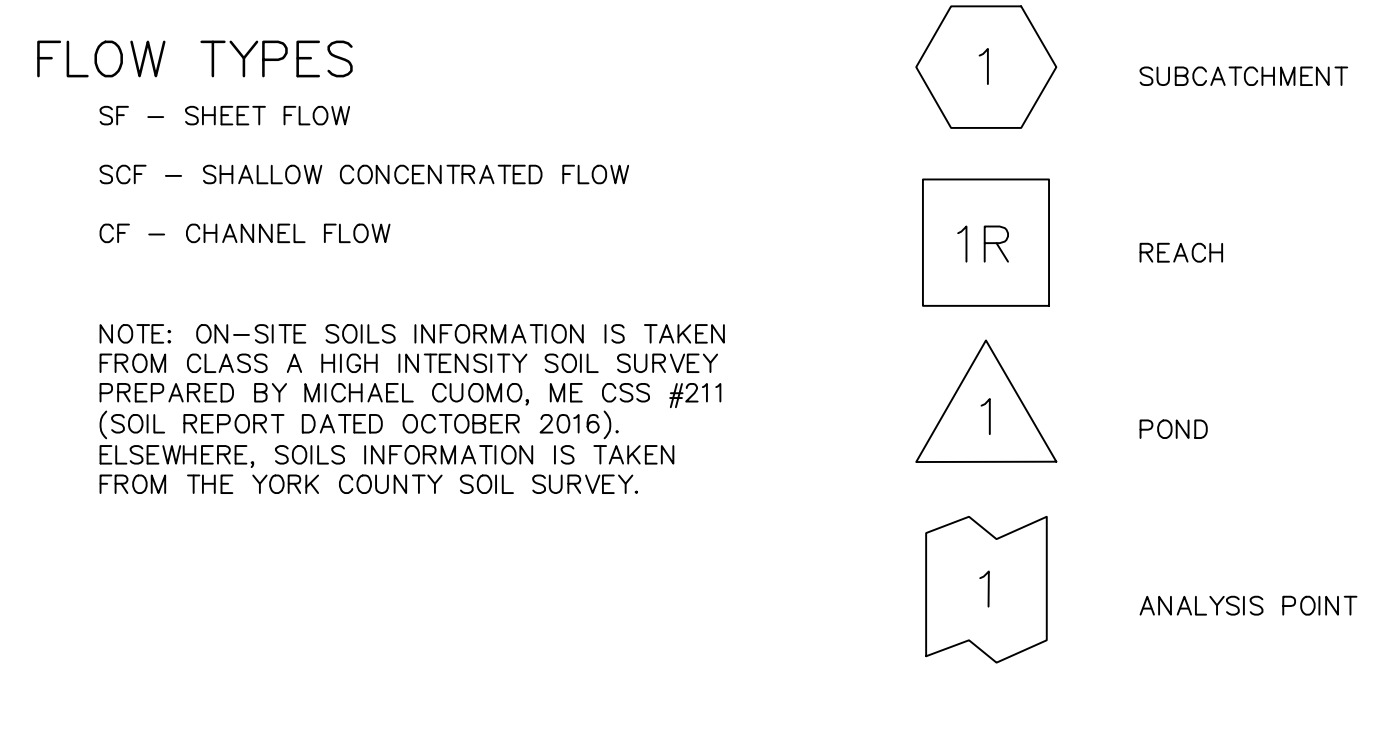 FLOW TYPES
SF – SHEET FLOW
SCF – SHALLOW CONCENTRATED FLOW
CF – CHANNEL FLOW
NOTE: ON–SITE SOILS INFORMATION IS TAKEN
FROM CLASS A HIGH INTENSITY SOIL SURVEY
PREPARED BY MICHAEL CUOMO, ME CSS #211
(SOIL REPORT DATED OCTOBER 2016).
ELSEWHERE, SOILS INFORMATION IS TAKEN
FROM THE YORK COUNTY SOIL SURVEY.
1 SUBCATCHMENT
1R REACH
1 POND
1 ANALYSIS POINT